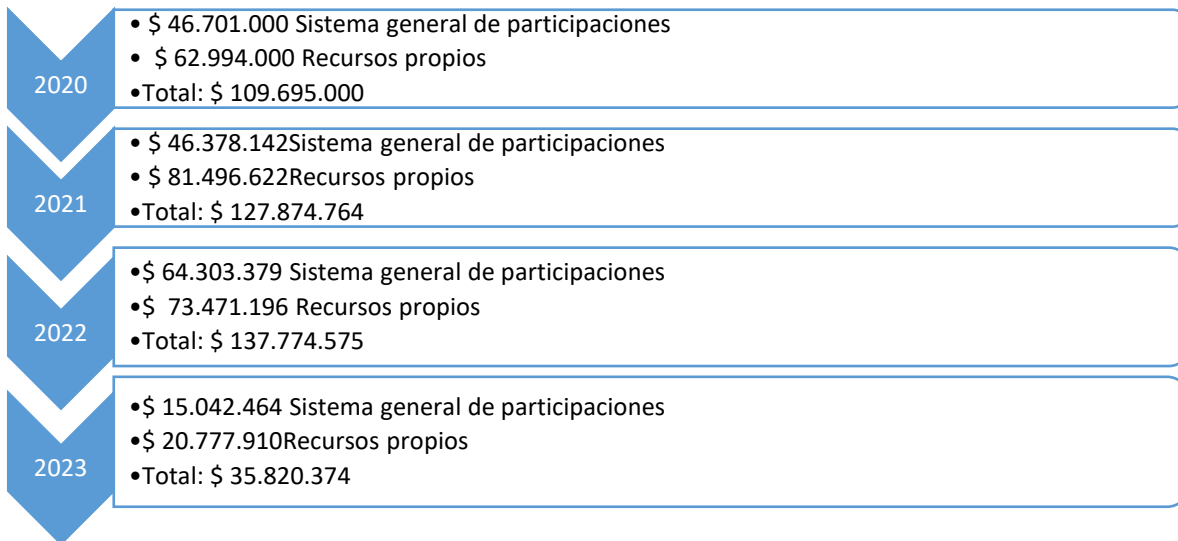 2020
• $ 46.701.000 Sistema general de participaciones
• $ 62.994.000 Recursos propios
•Total: $ 109.695.000
2021
• $ 46.378.142Sistema general de participaciones
• $ 81.496.622Recursos propios
•Total: $ 127.874.764
2022
•$ 64.303.379 Sistema general de participaciones
•$ 73.471.196 Recursos propios
•Total: $ 137.774.575
2023
•$ 15.042.464 Sistema general de participaciones
•$ 20.777.910Recursos propios
•Total: $ 35.820.374